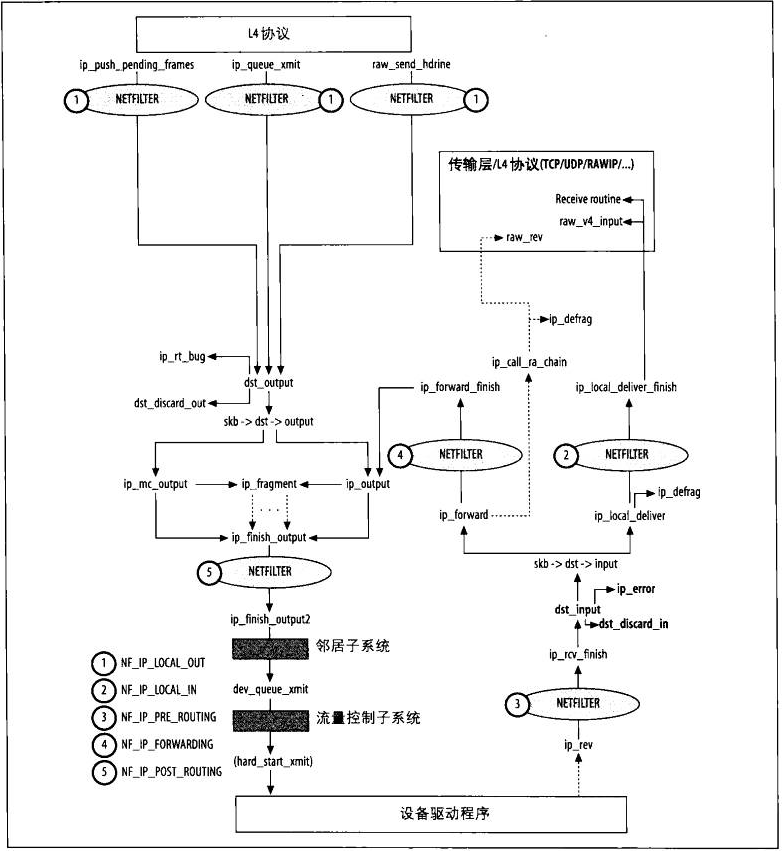 L4协议
ip_push_pending_frames
ip_queue_xmit
raw_send_hdrine
1
NETFILTER
NETFILTER
1
NETFILTER
1
传输层/L4 协议(TCP/UDP/RAWIP/...)
Receive routine
raw_v4_input
raw_rev
ip_defrag
ip_rt_bug
ip_call_ra_chain
dst_output
ip_forward_finish
ip_local_deliver_finish
dst_discard_out
skb -> dst -> output
4
NETFILTER
2
NETFILTER
ip_mc_output
ip_fragment
ip_output
ip_defrag
...
ip_forward
ip_local_deliver
ip_finish_output
skb -> dst -> input
5
NETFILTER
ip_error
dst_input
ip_finish_output2
dst_discard_in
邻居子系统
ip_rcv_finish
1 NF_IP_LOCAL_OUT
2 NF_IP_LOCAL_IN
dev_queue_xmit
3
NETFILTER
3 NF_IP_PRE_ROUTING
流量控制子系统
4 NF_IP_FORWARDING
ip_rev
(hard_start_xmit)
5 NF_IP_POST_ROUTING
设备驱动程序